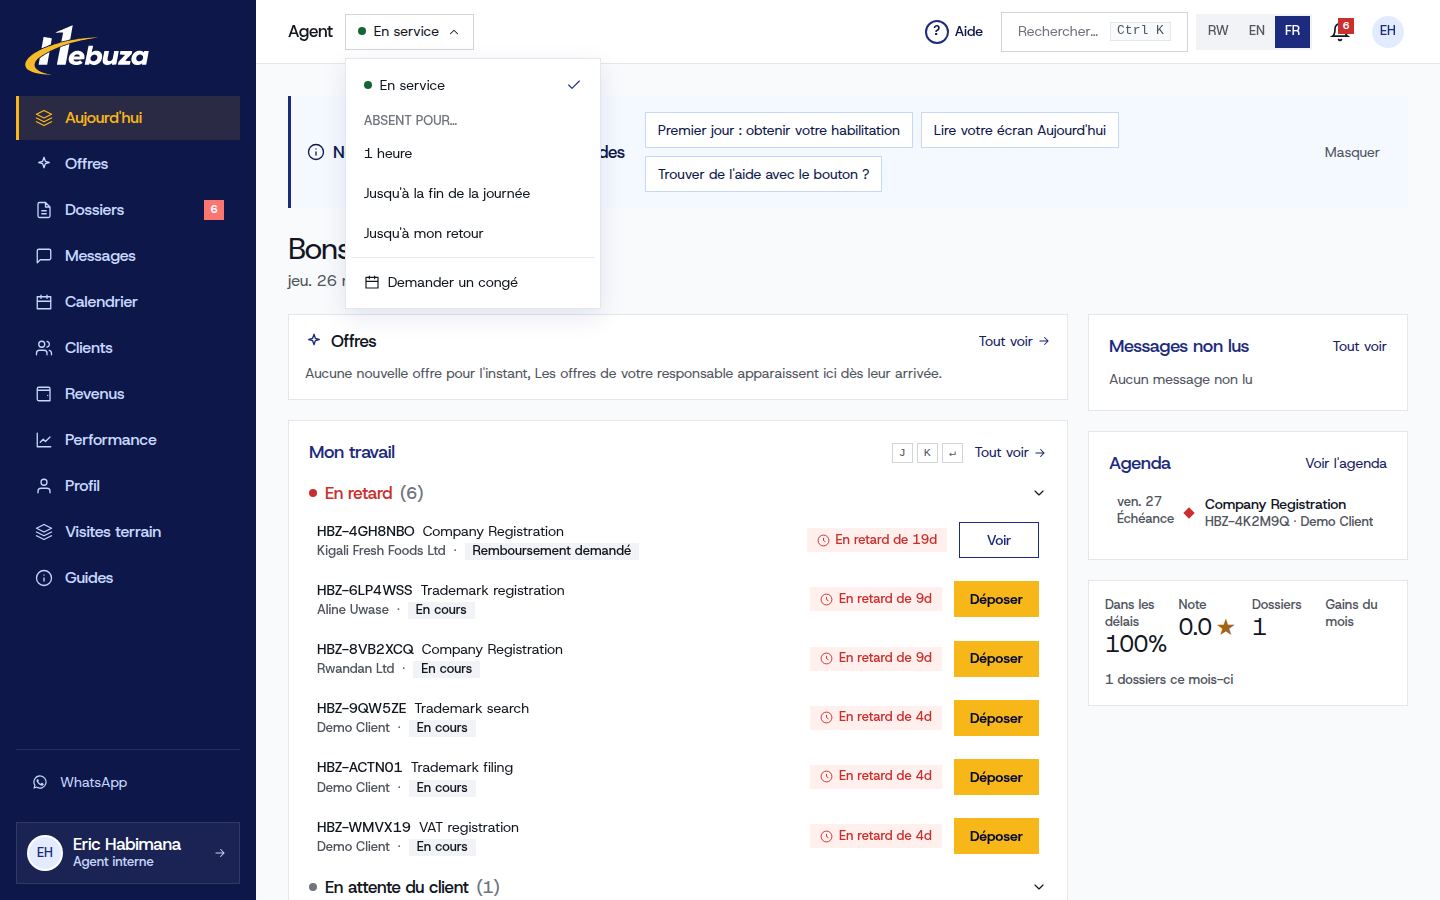 Hebuza
Agent
En service
? Aide
Rechercher...
Ctrl K
RW
EN
FR
6
EH
Aujourd'hui
Offres
Dossiers
6
Messages
Calendrier
Clients
Revenus
Performance
Profil
Visites terrain
Guides
WhatsApp
EH
Eric Habimana
Agent interne
En service
ABSENT POUR...
1 heure
Jusqu'à la fin de la journée
Jusqu'à mon retour
Demander un congé
Premier jour : obtenir votre habilitation
Lire votre écran Aujourd'hui
Trouver de l'aide avec le bouton ?
Masquer
jeu. 26
Offres
Tout voir →
Aucune nouvelle offre pour l'instant, Les offres de votre responsable apparaissent ici dès leur arrivée.
Mon travail
J
K
↵
Tout voir →
En retard (6)
HBZ-4GH8NBO Company Registration
Kigali Fresh Foods Ltd · Remboursement demandé
En retard de 19d
Voir
HBZ-6LP4WSS Trademark registration
Aline Uwase · En cours
En retard de 9d
Déposer
HBZ-8VB2XCQ Company Registration
Rwandan Ltd · En cours
En retard de 9d
Déposer
HBZ-9QW5ZE Trademark search
Demo Client · En cours
En retard de 4d
Déposer
HBZ-ACTN01 Trademark filing
Demo Client · En cours
En retard de 4d
Déposer
HBZ-WMVX19 VAT registration
Demo Client · En cours
En retard de 4d
Déposer
En attente du client (1)
Messages non lus
Tout voir
Aucun message non lu
Agenda
Voir l'agenda
ven. 27
Échéance
Company Registration
HBZ-4K2M9Q · Demo Client
Dans les délais
100%
Note
0.0 ★
Dossiers
1
Gains du mois
1 dossiers ce mois-ci